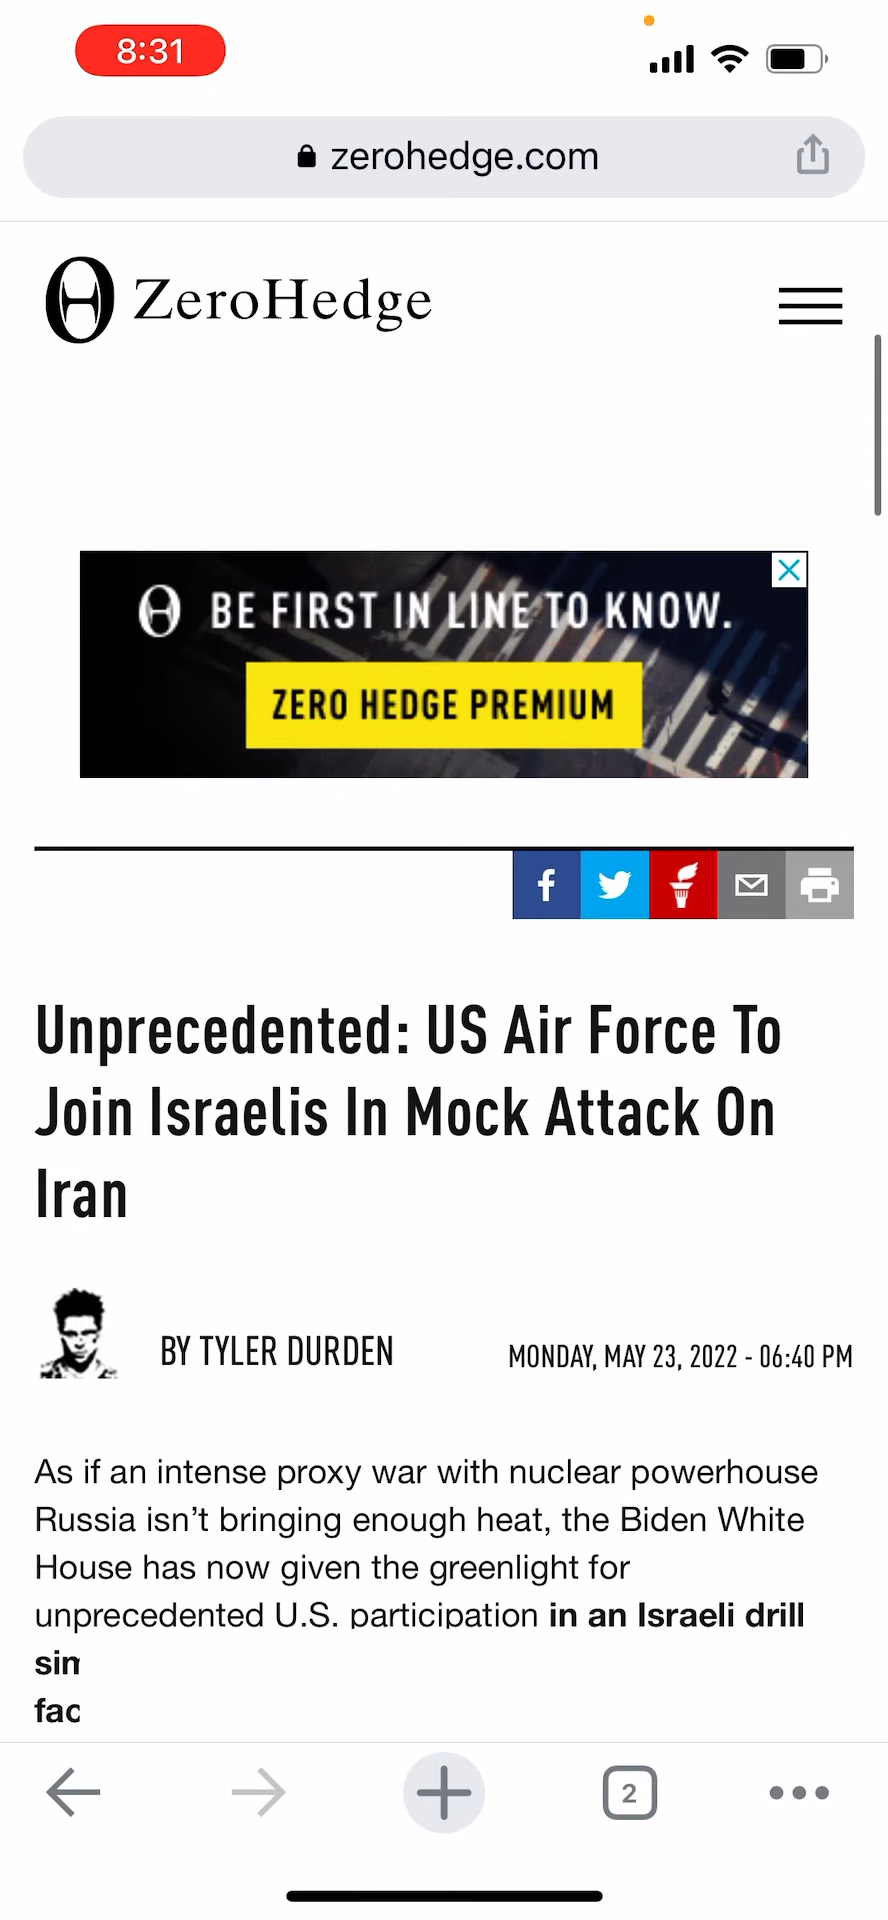 8:31
zerohedge.com
ZeroHedge
BE FIRST IN LINE TO KNOW.
ZERO HEDGE PREMIUM
Unprecedented: US Air Force To
Join Israelis In Mock Attack On
Iran
BY TYLER DURDEN
MONDAY, MAY 23, 2022 - 06:40 PM
As if an intense proxy war with nuclear powerhouse
Russia isn’t bringing enough heat, the Biden White
House has now given the greenlight for
unprecedented U.S. participation in an Israeli drill
2